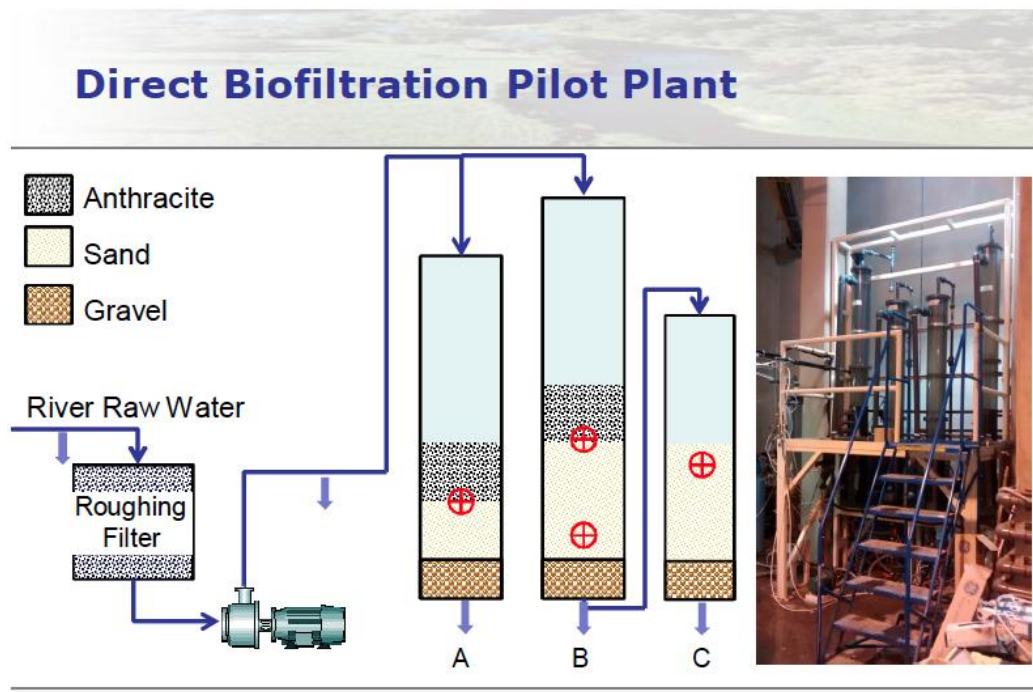 Direct Biofiltration Pilot Plant
Anthracite
Sand
Gravel
River Raw Water
Roughing
Filter
A
B
C